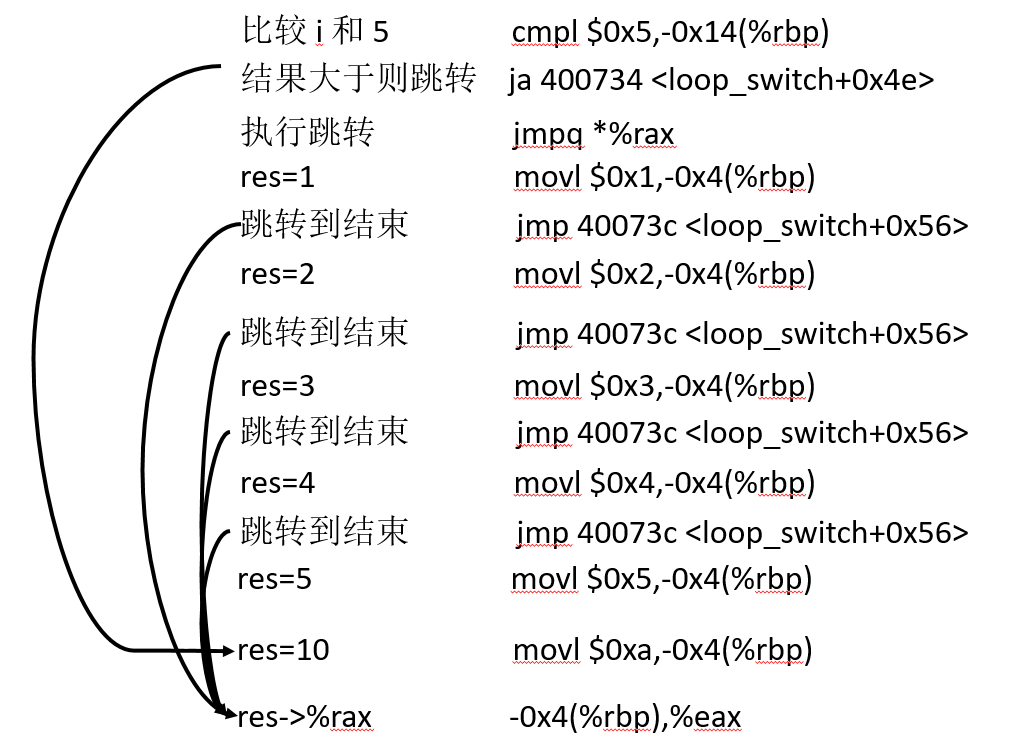 比较 i 和 5 cmpl $0x5,-0x14(%rbp)
结果大于则跳转 ja 400734 <loop_switch+0x4e>
执行跳转 jmpq *%rax
res=1 movl $0x1,-0x4(%rbp)
跳转到结束 jmp 40073c <loop_switch+0x56>
res=2 movl $0x2,-0x4(%rbp)
跳转到结束 jmp 40073c <loop_switch+0x56>
res=3 movl $0x3,-0x4(%rbp)
跳转到结束 jmp 40073c <loop_switch+0x56>
res=4 movl $0x4,-0x4(%rbp)
跳转到结束 jmp 40073c <loop_switch+0x56>
res=5 movl $0x5,-0x4(%rbp)
res=10 movl $0xa,-0x4(%rbp)
res->%rax -0x4(%rbp),%eax